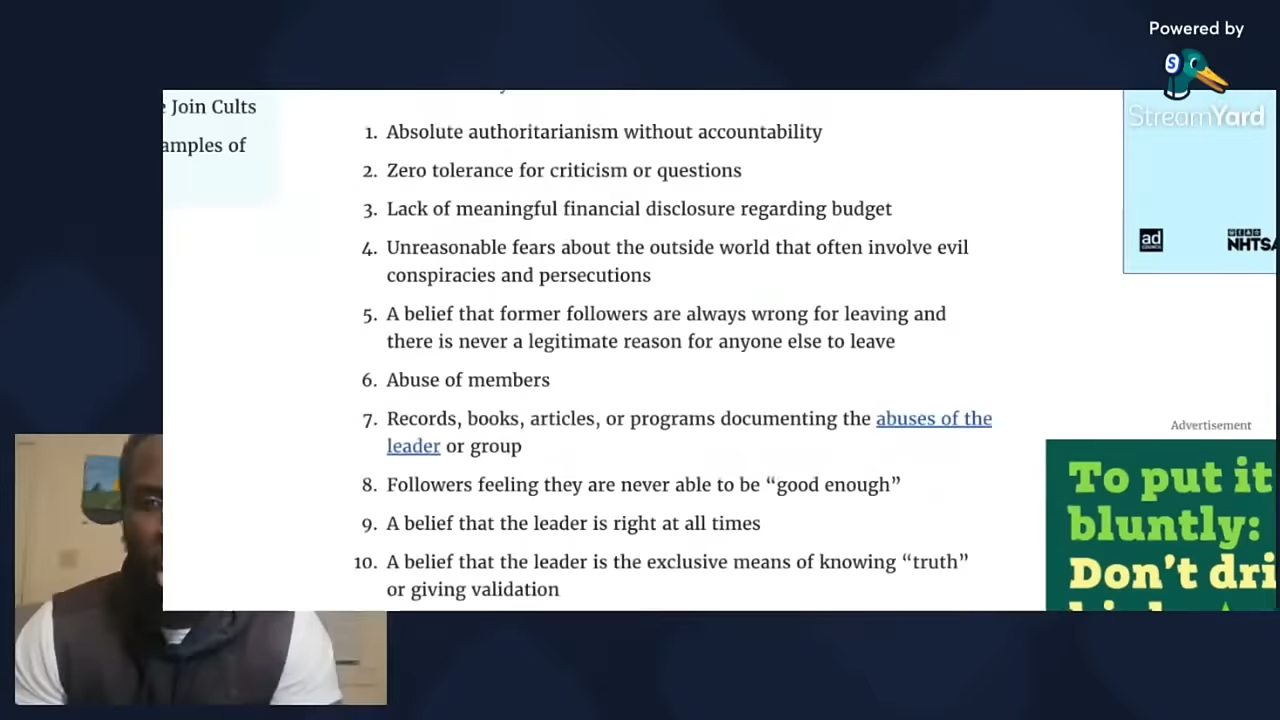 Powered by
StreamYard
Join Cults
amples of
1. Absolute authoritarianism without accountability
2. Zero tolerance for criticism or questions
3. Lack of meaningful financial disclosure regarding budget
4. Unreasonable fears about the outside world that often involve evil
conspiracies and persecutions
5. A belief that former followers are always wrong for leaving and
there is never a legitimate reason for anyone else to leave
6. Abuse of members
7. Records, books, articles, or programs documenting the abuses of the
leader or group
8. Followers feeling they are never able to be “good enough”
9. A belief that the leader is right at all times
10. A belief that the leader is the exclusive means of knowing “truth”
or giving validation
ad
NHTSA
Advertisement
To put it
bluntly:
Don’t dri